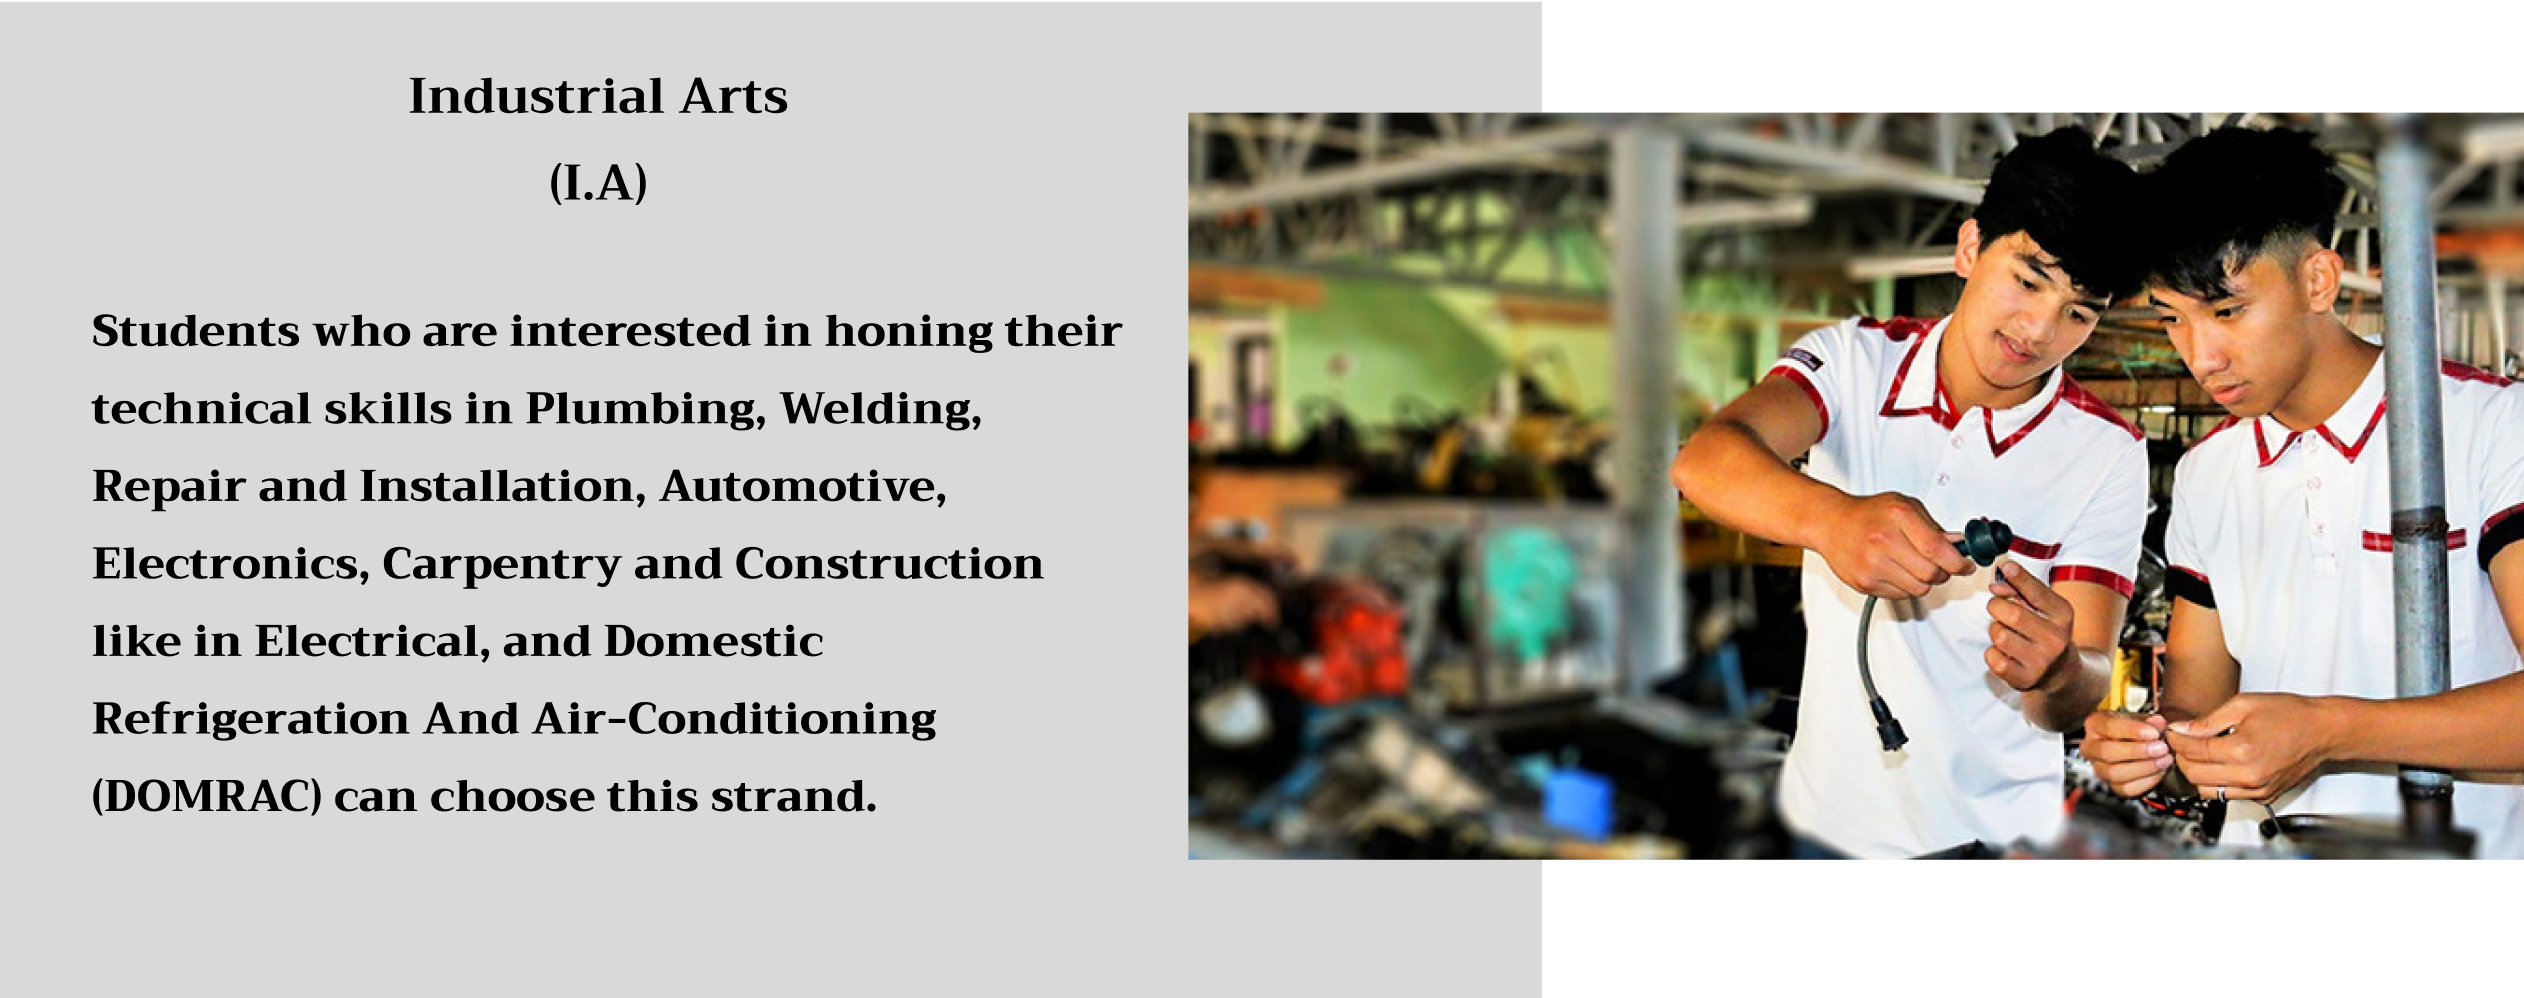 Industrial Arts
(I.A)
Students who are interested in honing their
technical skills in Plumbing, Welding,
Repair and Installation, Automotive,
Electronics, Carpentry and Construction
like in Electrical, and Domestic
Refrigeration And Air-Conditioning
(DOMRAC) can choose this strand.